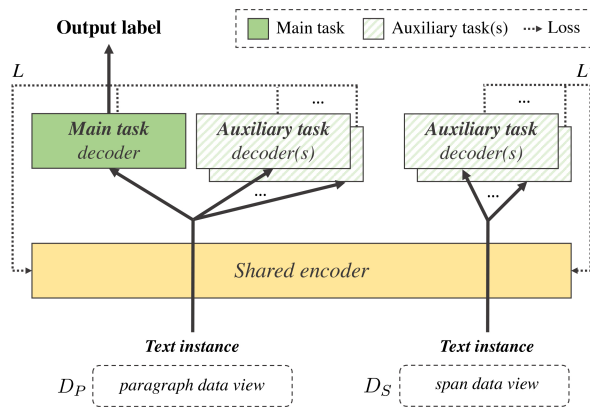 Output label
Main task
Auxiliary task(s)
Loss
L
L'
...
...
Main task
decoder
Auxiliary task
decoder(s)
Auxiliary task
decoder(s)
...
...
Shared encoder
Text instance
Text instance
D_P
paragraph data view
D_S
span data view